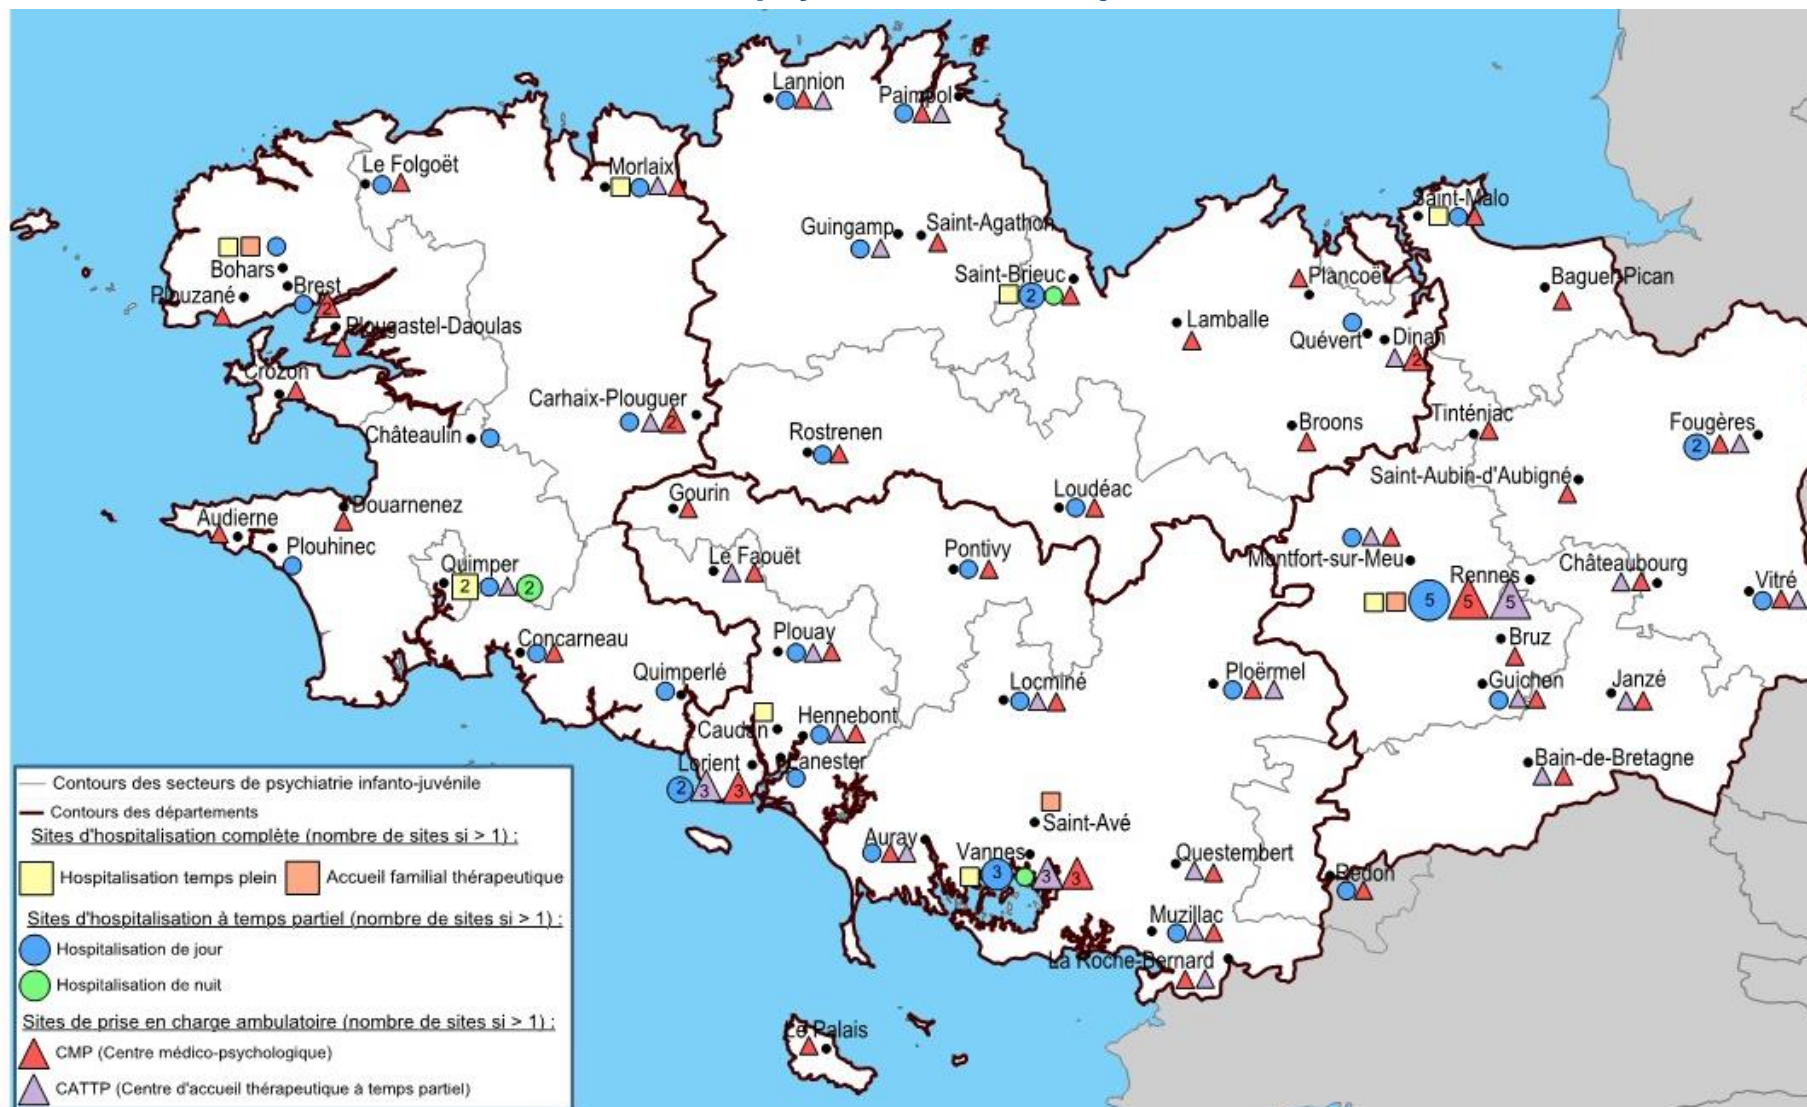 Lannion
Paimpol
Le Folgoët
Morlaix
Saint-Malo
Guingamp
Saint-Agathon
Bohars
Saint-Brieuc
Plancoët
Baguer-Pican
Plouzané
Brest
2
2
Plougastel-Daoulas
Lamballe
Quévert
Dinan
2
Crozon
Carhaix-Plouguer
2
Tinténiac
Châteaulin
Rostrenen
Broons
Fougères
2
Saint-Aubin-d'Aubigné
Gourin
Loudéac
Audierne
Douarnenez
Plouhinec
Quimper
2
2
Le Faouët
Pontivy
Montfort-sur-Meu
Châteaubourg
Rennes
5
5
5
Vitré
Concarneau
Plouay
Bruz
Quimperlé
Locminé
Ploërmel
Guichen
Janzé
Caudan
Hennebont
Lorient
Lanester
2
3
3
Bain-de-Bretagne
Saint-Avé
Auray
Vannes
3
3
3
Questembert
Redon
Muzillac
La Roche-Bernard
Le Palais
Contours des secteurs de psychiatrie infanto-juvénile
Contours des départements
Sites d'hospitalisation complète (nombre de sites si > 1) :
Hospitalisation temps plein
Accueil familial thérapeutique
Sites d'hospitalisation à temps partiel (nombre de sites si > 1) :
Hospitalisation de jour
Hospitalisation de nuit
Sites de prise en charge ambulatoire (nombre de sites si > 1) :
CMP (Centre médico-psychologique)
CATTP (Centre d'accueil thérapeutique à temps partiel)